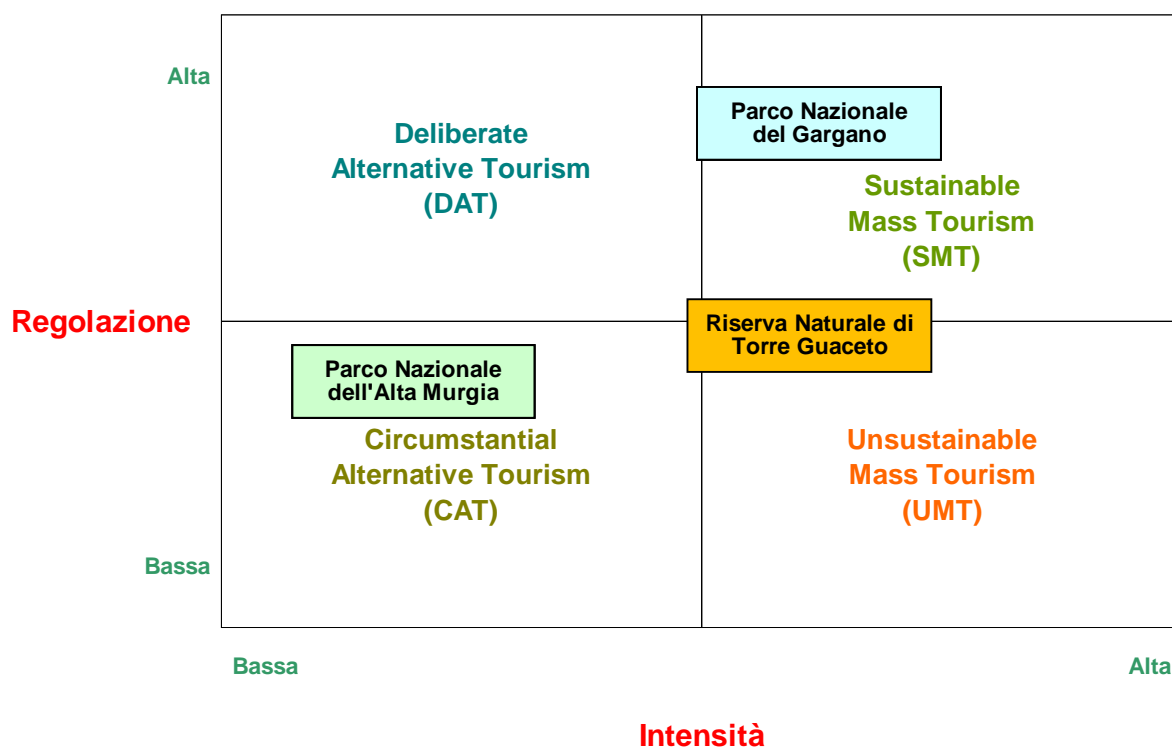 Alta
Deliberate
Alternative Tourism
(DAT)
Parco Nazionale
del Gargano
Sustainable
Mass Tourism
(SMT)
Regolazione
Riserva Naturale di
Torre Guaceto
Parco Nazionale
dell'Alta Murgia
Circumstantial
Alternative Tourism
(CAT)
Unsustainable
Mass Tourism
(UMT)
Bassa
Bassa
Alta
Intensità